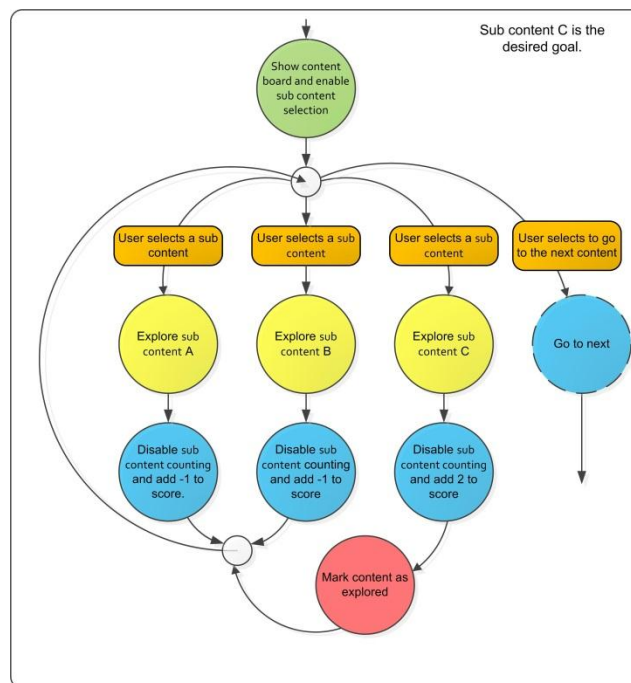 Sub content C is the
desired goal.
Show content
board and enable
sub content
selection
User selects a sub
content
User selects a sub
content
User selects a sub
content
User selects to go
to the next content
Explore sub
content A
Explore sub
content B
Explore sub
content C
Go to next
Disable sub
content counting
and add -1 to
score.
Disable sub
content counting
and add -1 to
score
Disable sub
content counting
and add 2 to
score
Mark content as
explored